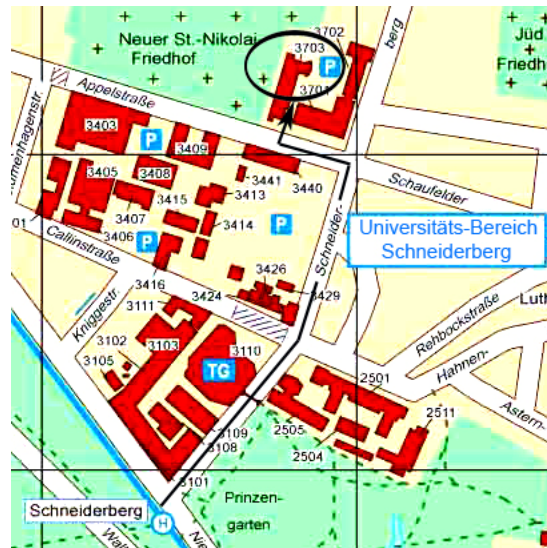 Neuer St.-Nikolai
Friedhof
3702
3703
P
3701
berg
Jüd
Friedh
Appelstraße
3403
P
3409
3405
3408
3441
3440
3407
3415
3413
3414
P
3406
P
Schaufelder
Schneider-
Universitäts-Bereich
Schneiderberg
01
Callinstraße
3416
3426
3424
3429
Kniggestr.
3111
3102
3103
3105
3110
TG
Rehbockstraße
Luth
Hahnen-
Astern-
2501
2511
3109
3108
2505
2504
3101
Schneiderberg
H
Prinzen-
garten